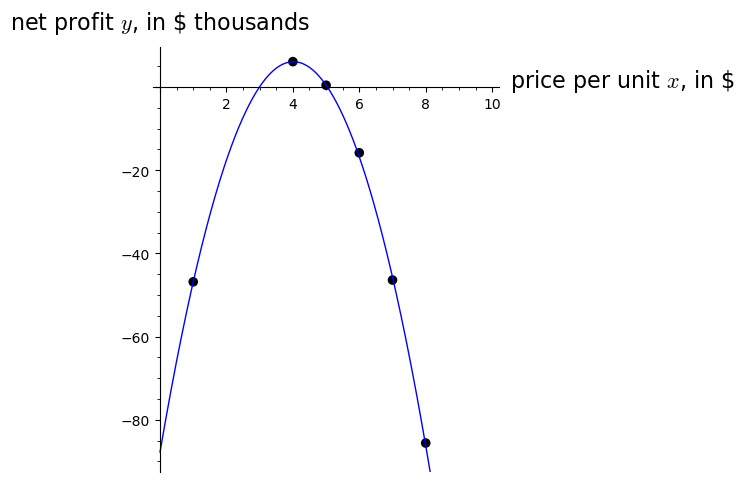 net profit y, in $ thousands
price per unit x, in $
2 4 6 8 10
−20
−40
−60
−80